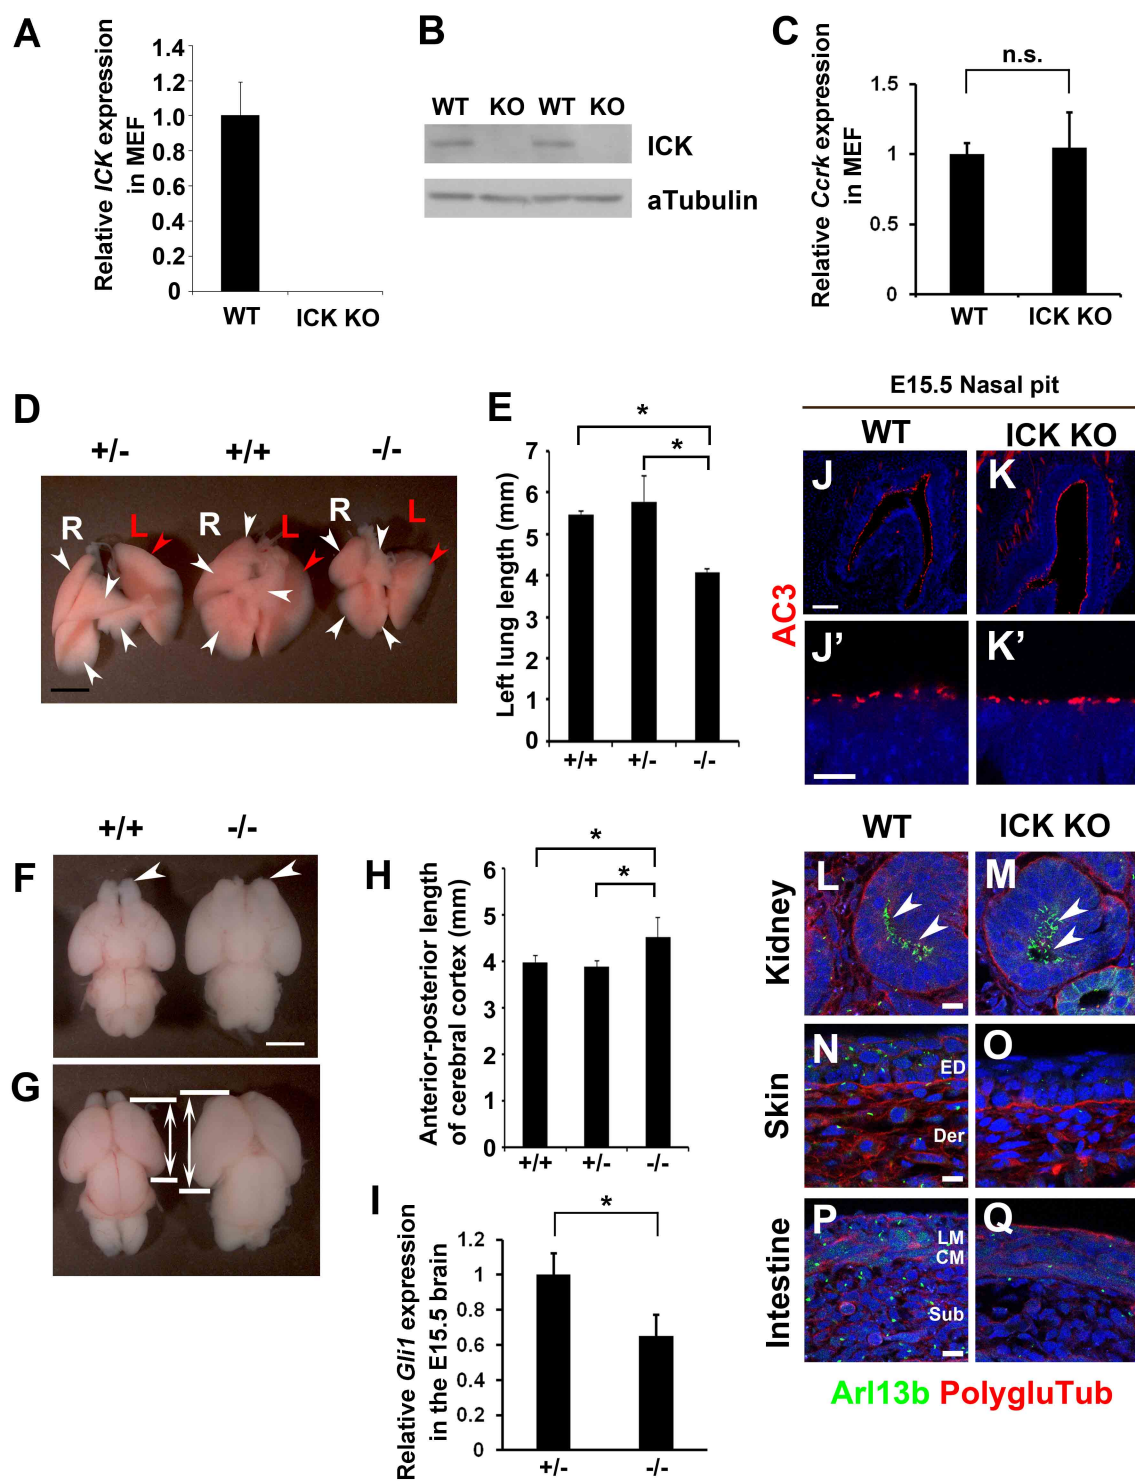 A
Relative ICK expression
in MEF
1.4
1.2
1.0
0.8
0.6
0.4
0.2
0
WT
ICK KO
B
WT KO WT KO
ICK
aTubulin
C
Relative Ccrk expression
in MEF
n.s.
1.5
1
0.5
0
WT
ICK KO
D
+/-
+/+
-/-
R
L
R
L
R
L
E
Left lung length (mm)
*
*
7
6
5
4
3
2
1
0
+/+
+/-
-/-
E15.5 Nasal pit
WT
ICK KO
AC3
J
K
J’
K’
+/+
-/-
F
G
H
Anterior-posterior length
of cerebral cortex (mm)
*
*
6
5
4
3
2
1
0
+/+
+/-
-/-
I
Relative Gli1 expression
in the E15.5 brain
*
1.2
1
0.8
0.6
0.4
0.2
0
+/-
-/-
WT
ICK KO
Kidney
L
M
Skin
N
ED
Der
O
Intestine
P
LM
CM
Sub
Q
Arl13b PolygluTub